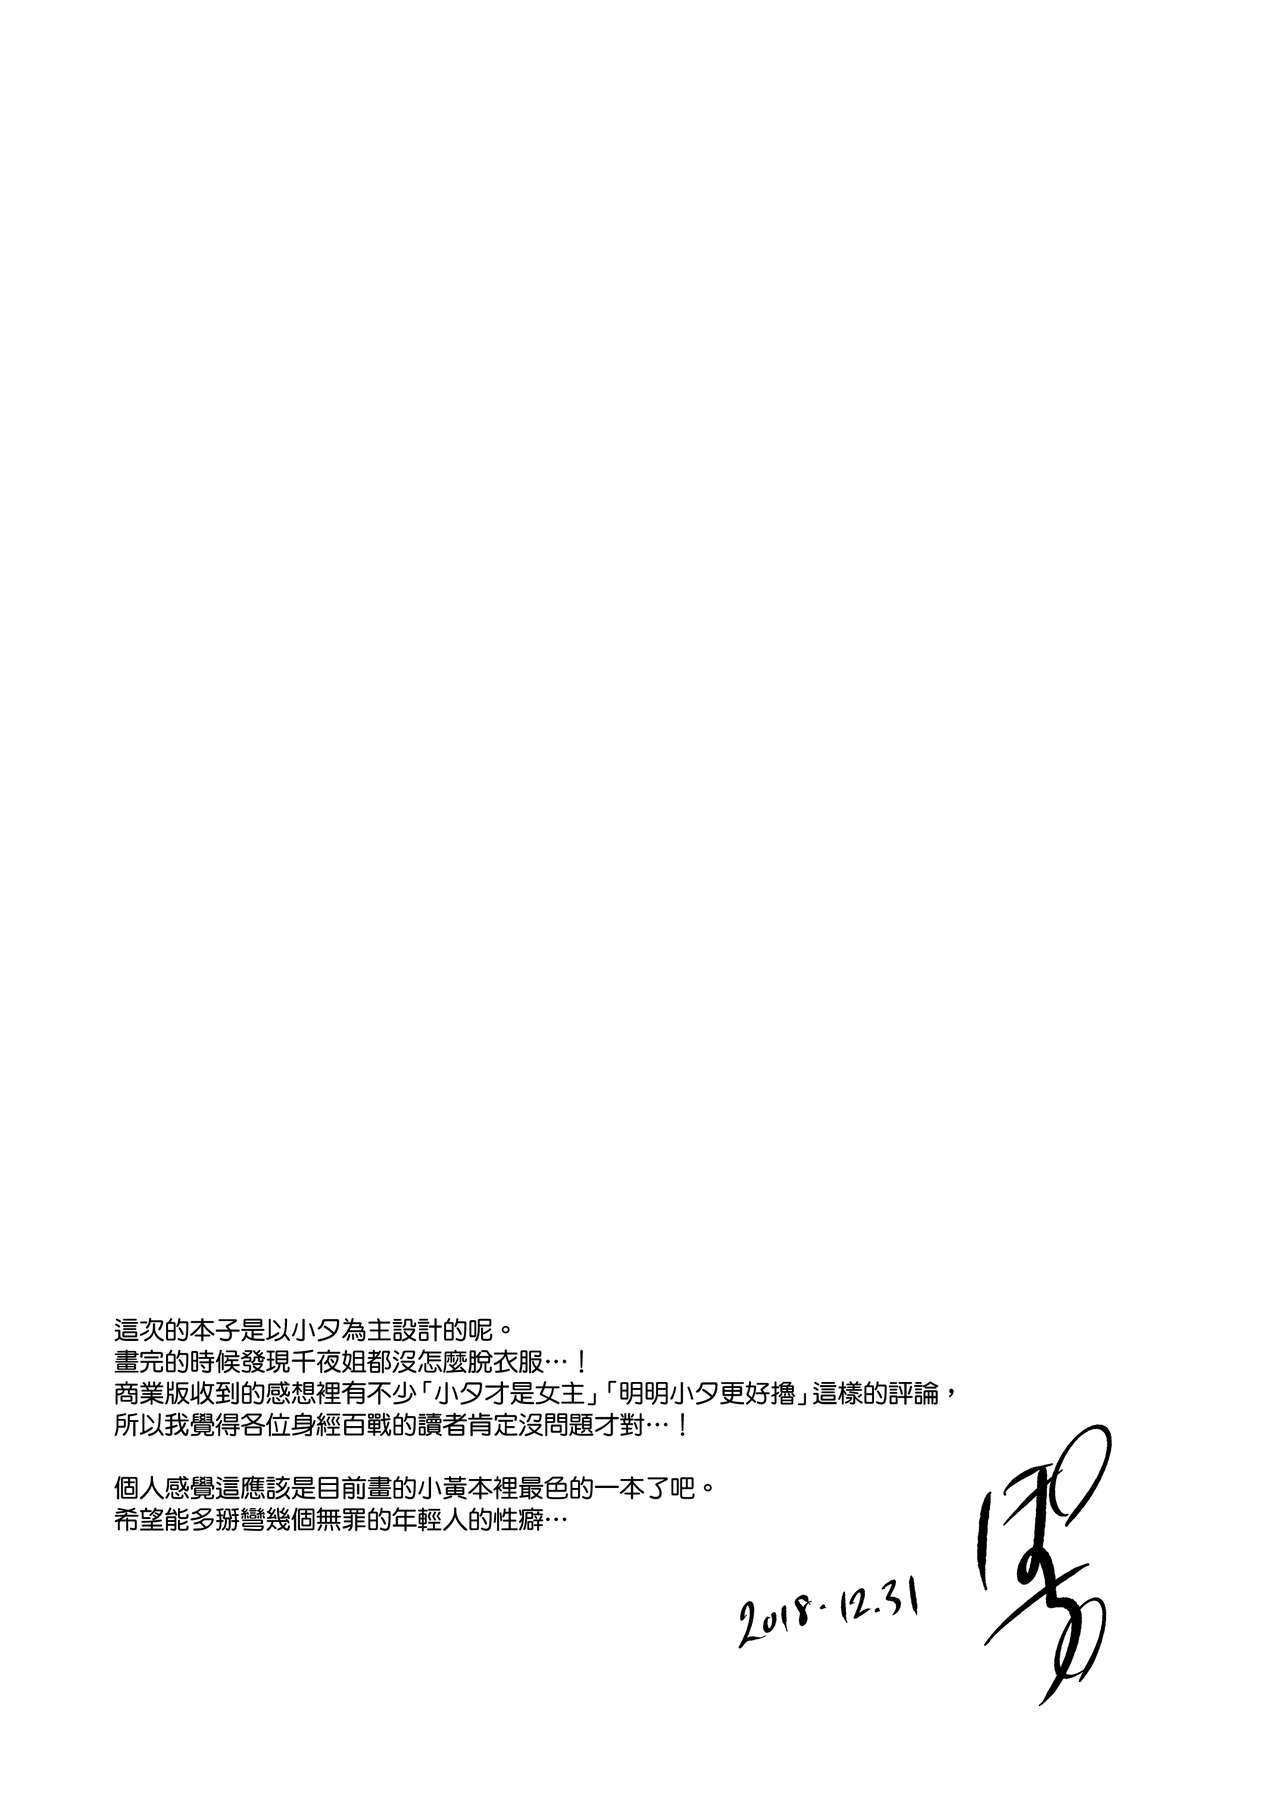 這次的本子是以小夕為主設計的呢。
畫完的時候發現千夜姐都沒怎麼脫衣服⋯！
商業版收到的感想裡有不少「小夕才是女主」「明明小夕更好擼」這樣的評論，
所以我覺得各位身經百戰的讀者肯定沒問題才對⋯！
個人感覺這應該是目前畫的小黃本裡最色的一本了吧。
希望能多掰彎幾個無罪的年輕人的性癖⋯
2018.12.31